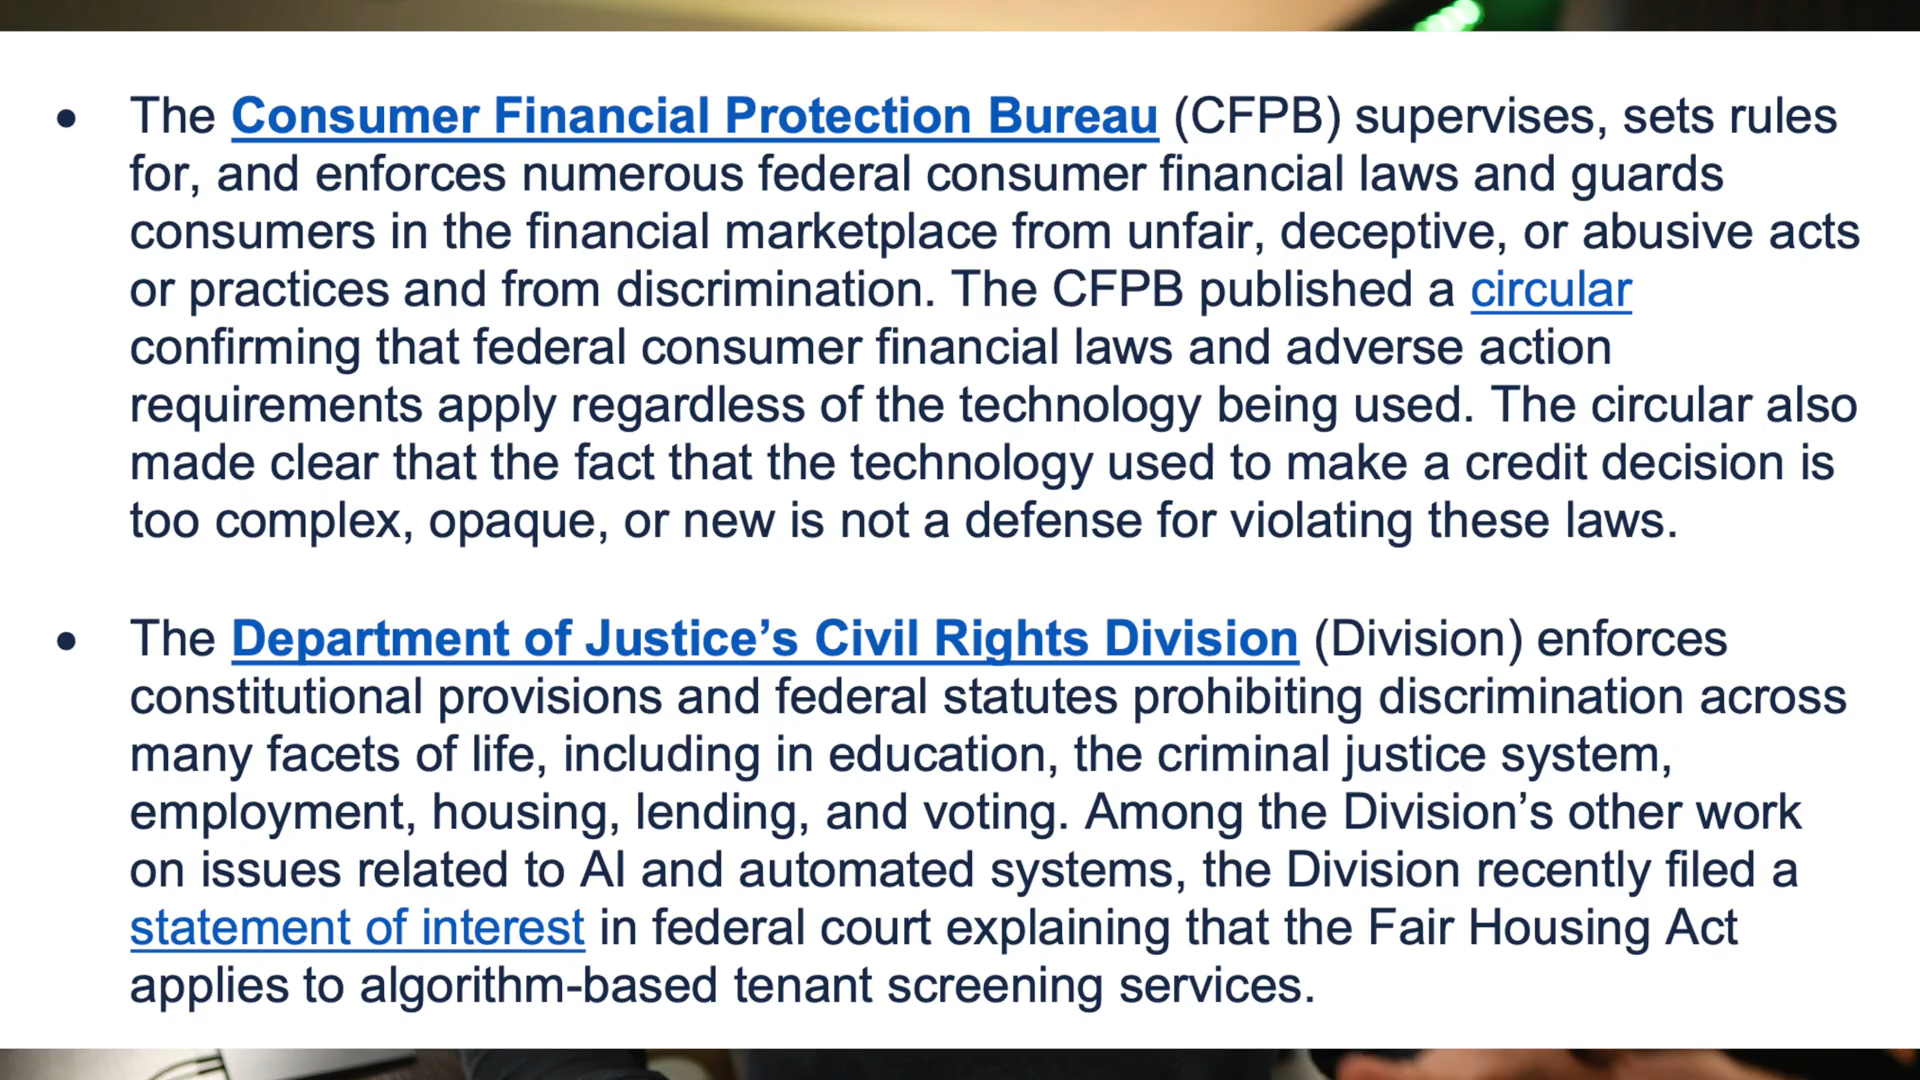 • The Consumer Financial Protection Bureau (CFPB) supervises, sets rules
for, and enforces numerous federal consumer financial laws and guards
consumers in the financial marketplace from unfair, deceptive, or abusive acts
or practices and from discrimination. The CFPB published a circular
confirming that federal consumer financial laws and adverse action
requirements apply regardless of the technology being used. The circular also
made clear that the fact that the technology used to make a credit decision is
too complex, opaque, or new is not a defense for violating these laws.
• The Department of Justice’s Civil Rights Division (Division) enforces
constitutional provisions and federal statutes prohibiting discrimination across
many facets of life, including in education, the criminal justice system,
employment, housing, lending, and voting. Among the Division’s other work
on issues related to AI and automated systems, the Division recently filed a
statement of interest in federal court explaining that the Fair Housing Act
applies to algorithm-based tenant screening services.